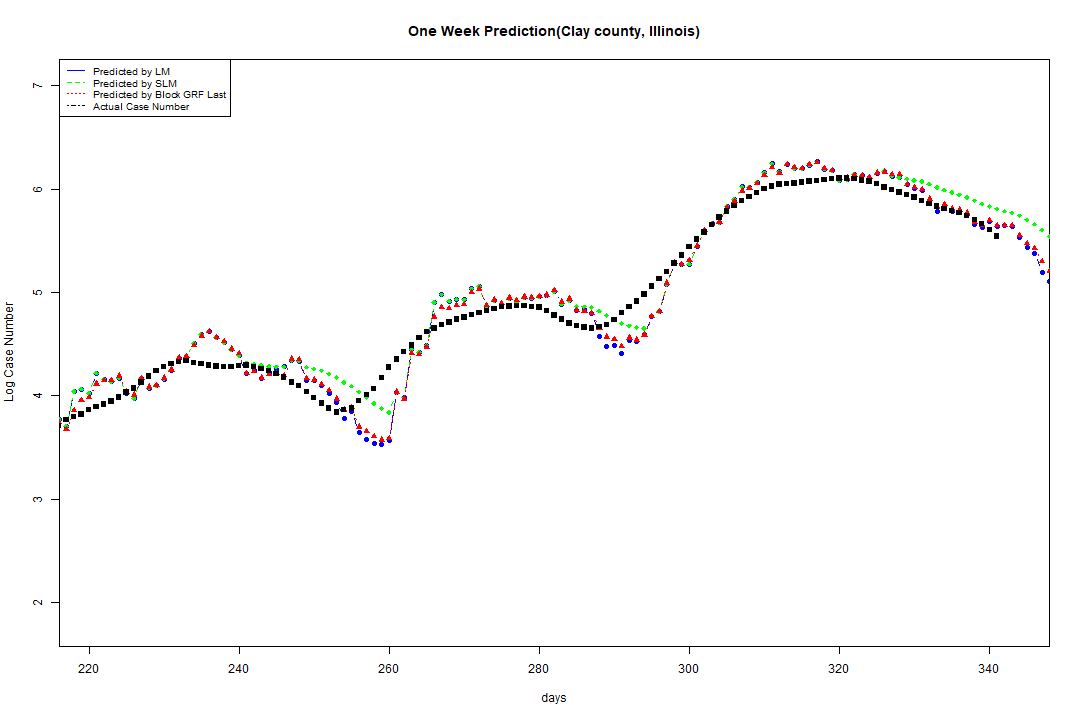 One Week Prediction(Clay county, Illinois)
Predicted by LM
Predicted by SLM
Predicted by Block GRF Last
Actual Case Number
7
6
5
4
3
2
Log Case Number
220 240 260 280 300 320 340
days